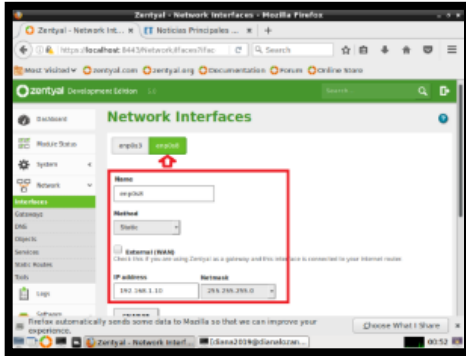 Zentyal - Network Interfaces - Mozilla Firefox
Zentyal - Network Int... × Noticias Principales ... × +
https://localhost:8443/Network/Ifaces?ifac Search
Most Visited Zentyal.com Zentyal.org Documentation Forum Online Store
zentyal Development Edition 5.0 Search...
Dashboard
Module Status
System
Network
Interfaces
Gateways
DNS
Objects
Services
Static Routes
Tools
Logs
Software
Network Interfaces
enp0s3 enp0s8
Name
enp0s8
Method
Static
External (WAN)
Check this if you are using Zentyal as a gateway and this interface is connected to your Internet router.
IP address Netmask
192.168.1.10 255.255.255.0
CHANGE
Firefox automatically sends some data to Mozilla so that we can improve your experience.
Choose What I Share ×
Zentyal - Network Interf...
00:52